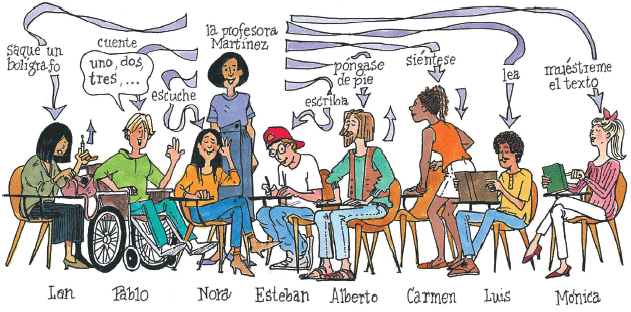 saque un
bolígrafo
cuente
uno, dos,
tres,...
escuche
la profesora
Martínez
escriba
póngase
de pie
siéntese
lea
muéstreme
el texto
Lan
Pablo
Nora
Esteban
Alberto
Carmen
Luis
Mónica